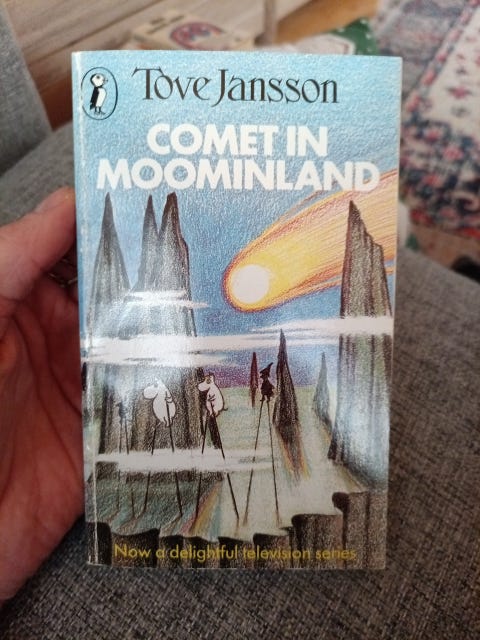 Tove Jansson
COMET IN
MOOMINLAND
Now a delightful television series